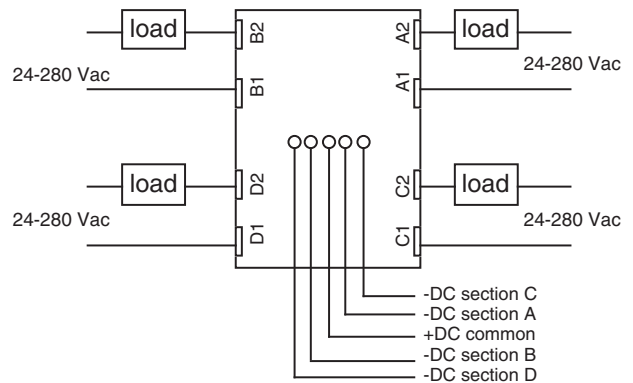 load
B2
A2
load
24-280 Vac
24-280 Vac
B1
A1
load
D2
C2
load
24-280 Vac
24-280 Vac
D1
C1
-DC section C
-DC section A
+DC common
-DC section B
-DC section D